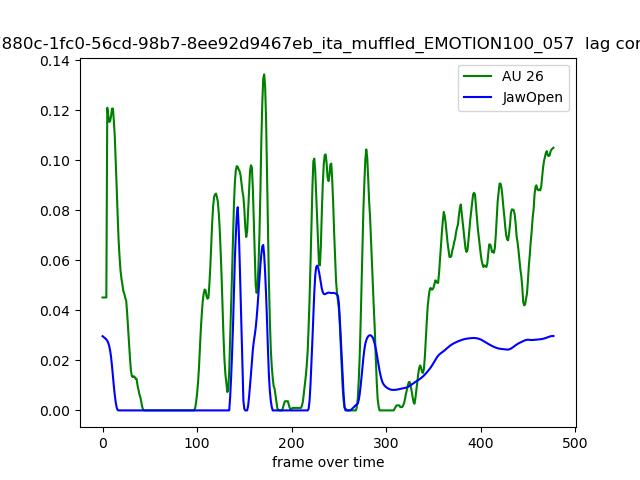 880c-1fc0-56cd-98b7-8ee92d9467eb_ita_muffled_EMOTION100_057 lag
AU 26
JawOpen
0.14
0.12
0.10
0.08
0.06
0.04
0.02
0.00
0 100 200 300 400 500
frame over time